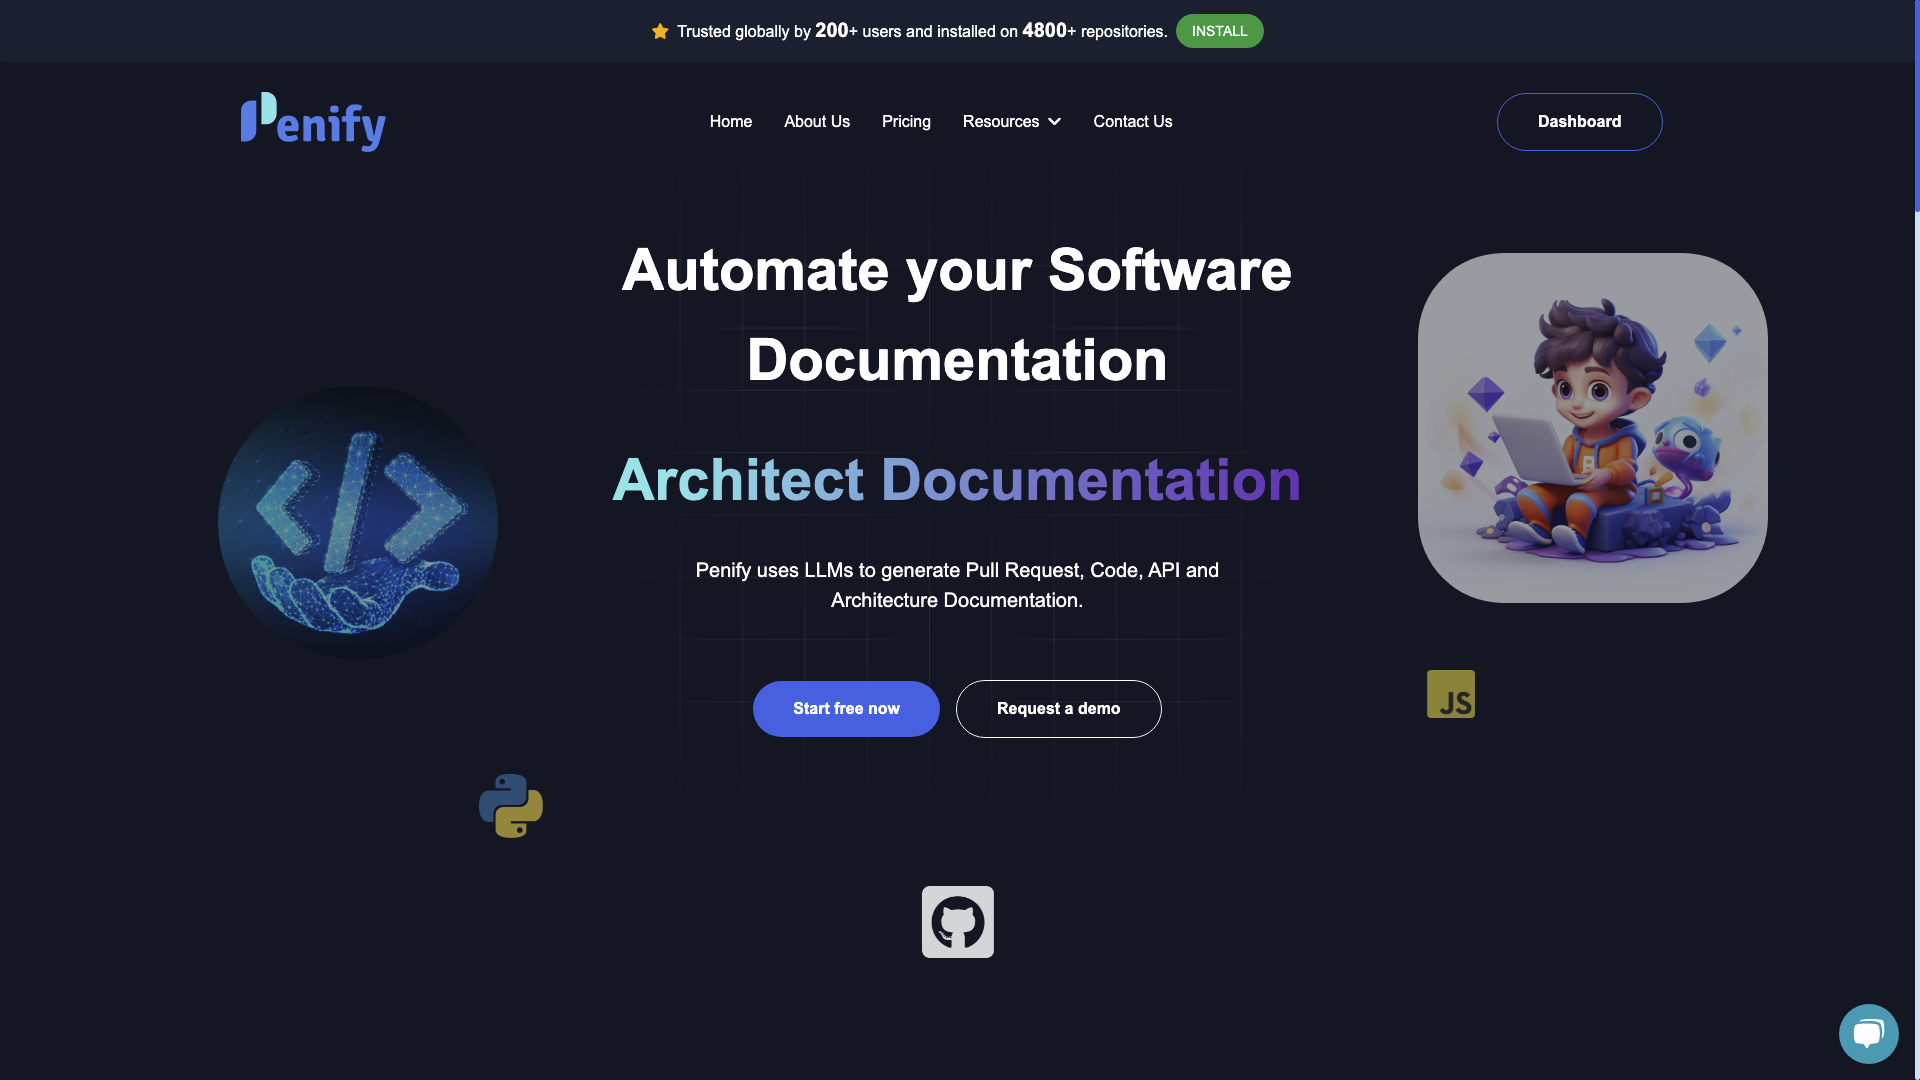 Trusted globally by 200+ users and installed on 4800+ repositories. INSTALL
Penify
Home About Us Pricing Resources Contact Us
Dashboard
Automate your Software
Documentation
Architect Documentation
Penify uses LLMs to generate Pull Request, Code, API and
Architecture Documentation.
Start free now Request a demo
JS